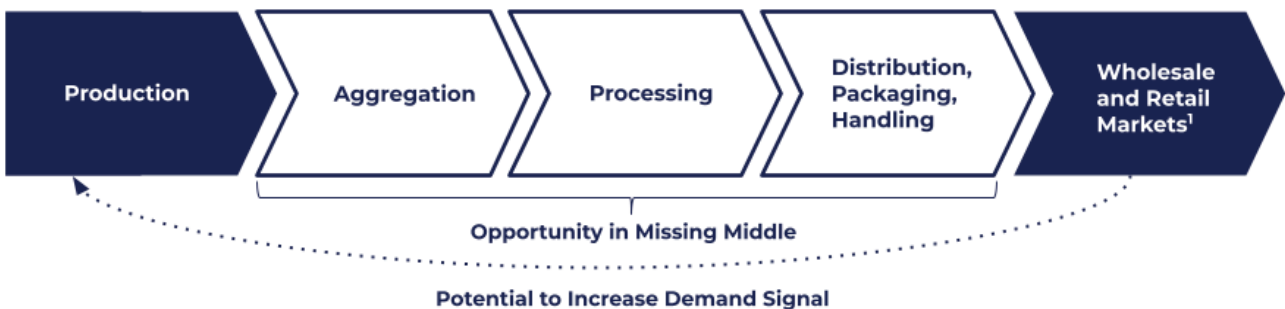 Production
Aggregation
Processing
Distribution,
Packaging,
Handling
Wholesale
and Retail
Markets¹
Opportunity in Missing Middle
Potential to Increase Demand Signal